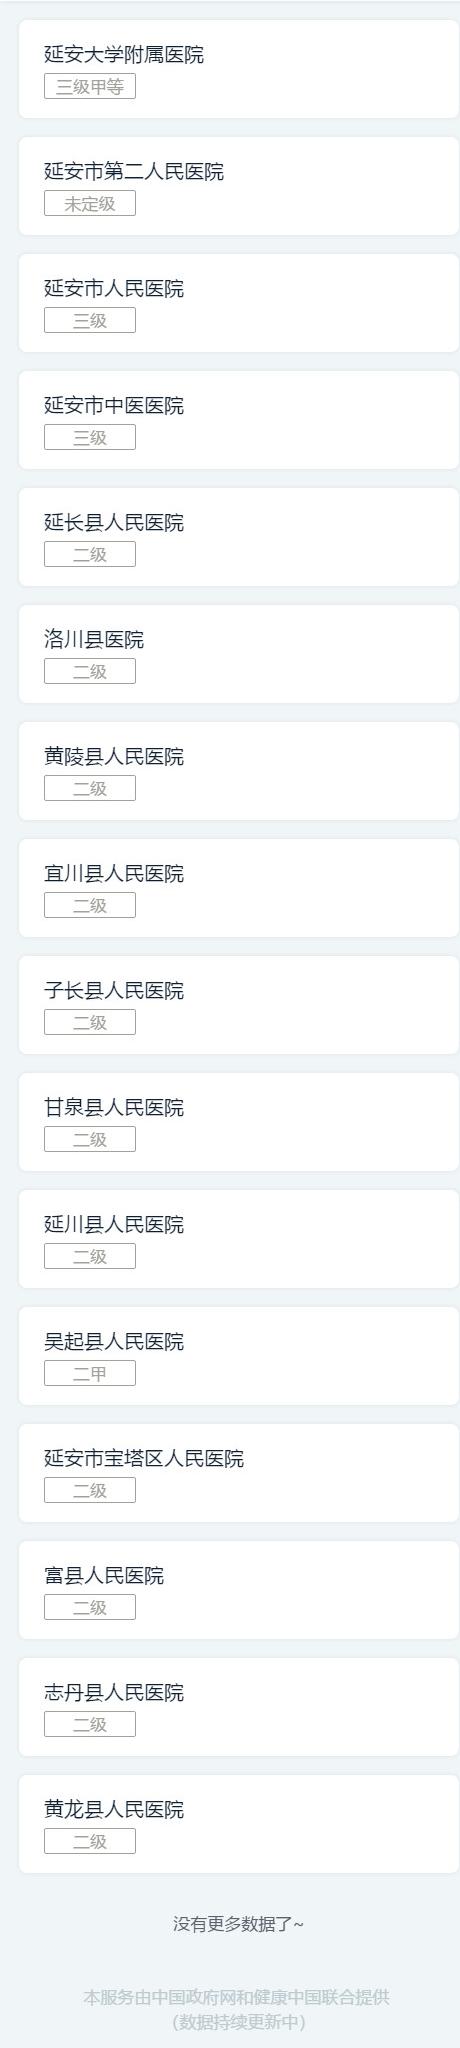 延安大学附属医院
三级甲等
延安市第二人民医院
未定级
延安市人民医院
三级
延安市中医医院
三级
延长县人民医院
二级
洛川县医院
二级
黄陵县人民医院
二级
宜川县人民医院
二级
子长县人民医院
二级
甘泉县人民医院
二级
延川县人民医院
二级
吴起县人民医院
二甲
延安市宝塔区人民医院
二级
富县人民医院
二级
志丹县人民医院
二级
黄龙县人民医院
二级
没有更多数据了~
本服务由中国政府网和健康中国联合提供
(数据持续更新中)